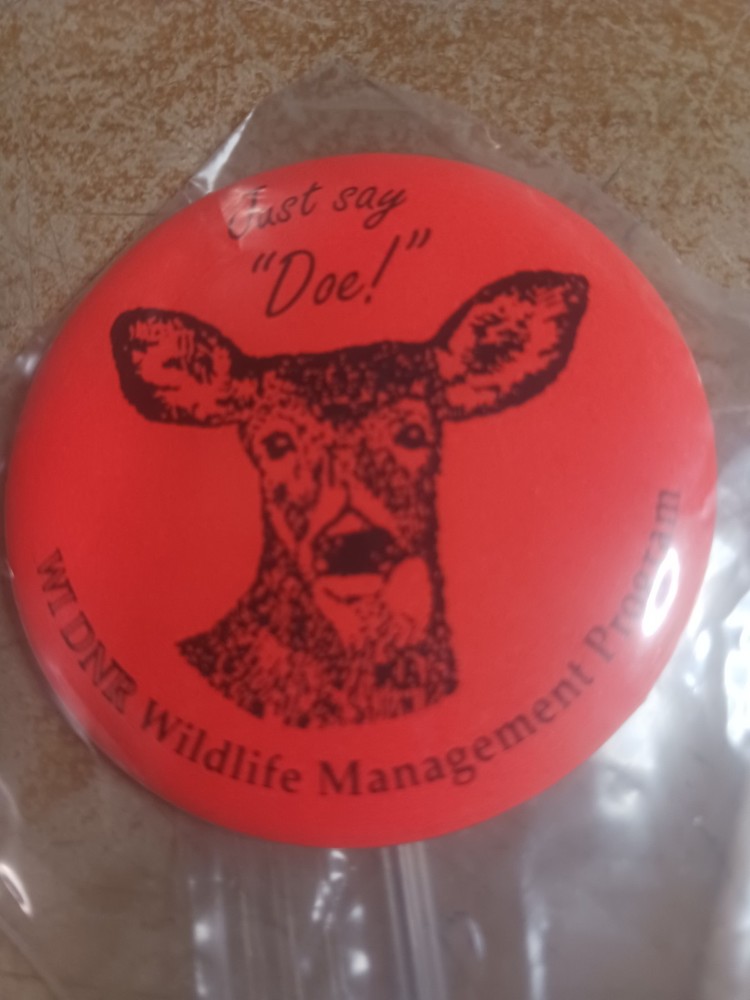 Just say
"Doe!"
WI DNR Wildlife Management Program